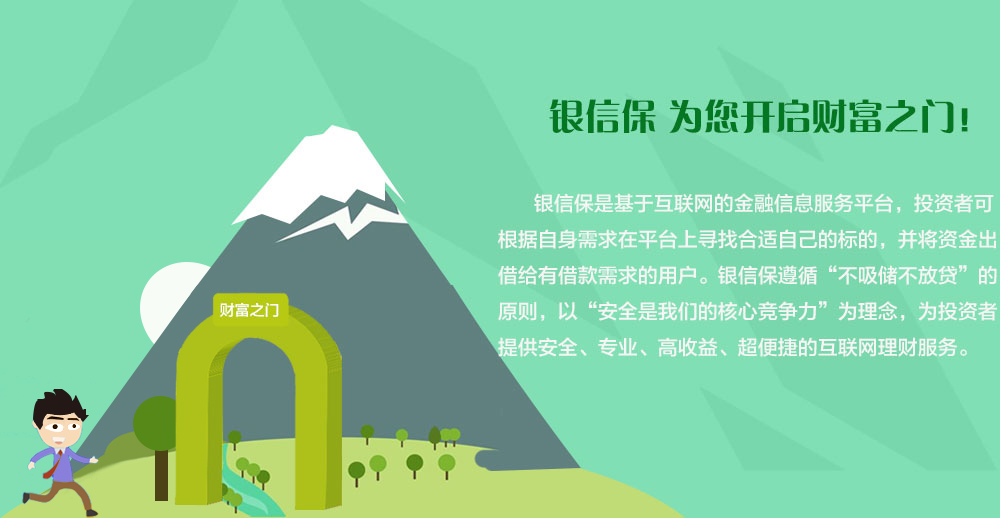 银信保 为您开启财富之门!
银信保是基于互联网的金融信息服务平台，投资者可
根据自身需求在平台上寻找合适自己的标的，并将资金出
借给有借款需求的用户。银信保遵循“不吸储不放贷”的
原则，以“安全是我们的核心竞争力”为理念，为投资者
提供安全、专业、高收益、超便捷的互联网理财服务。
财富之门